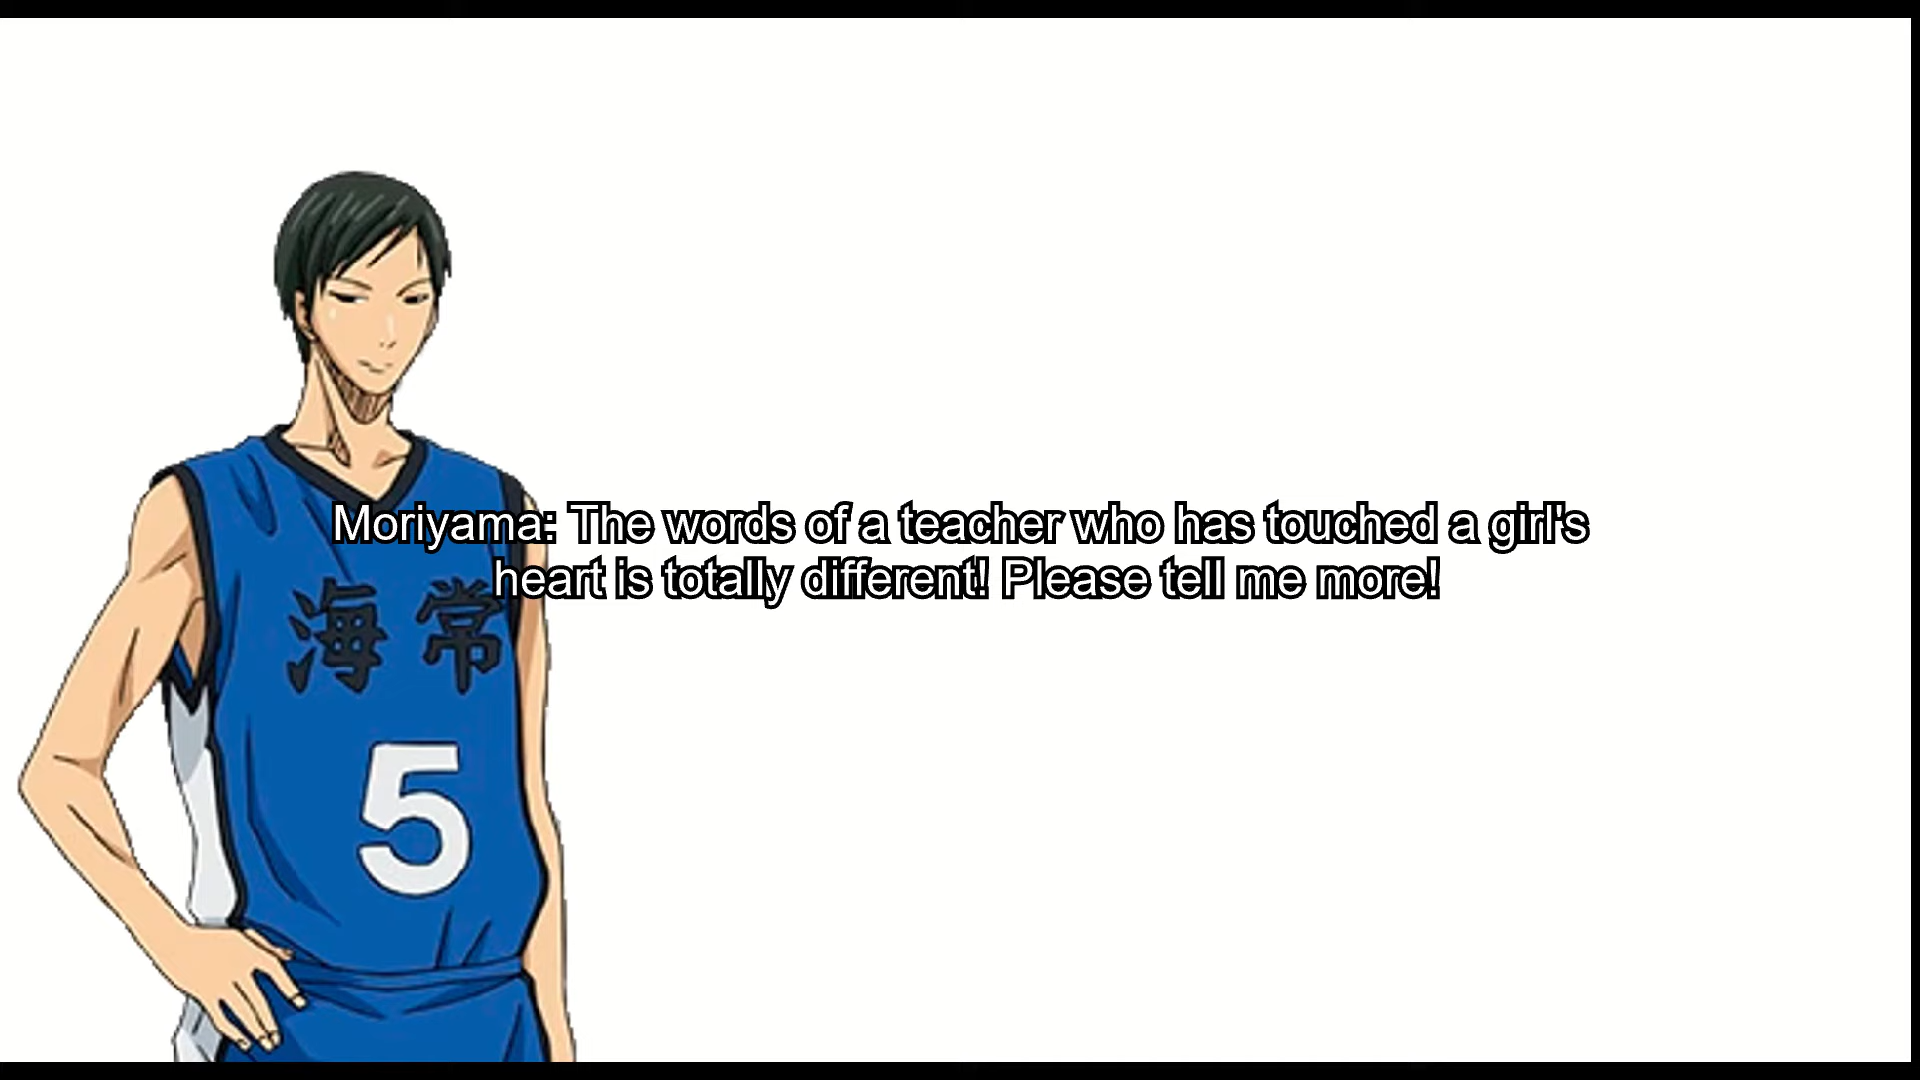 Moriyama: The words of a teacher who has touched a girl's
heart is totally different! Please tell me more!
海常
5